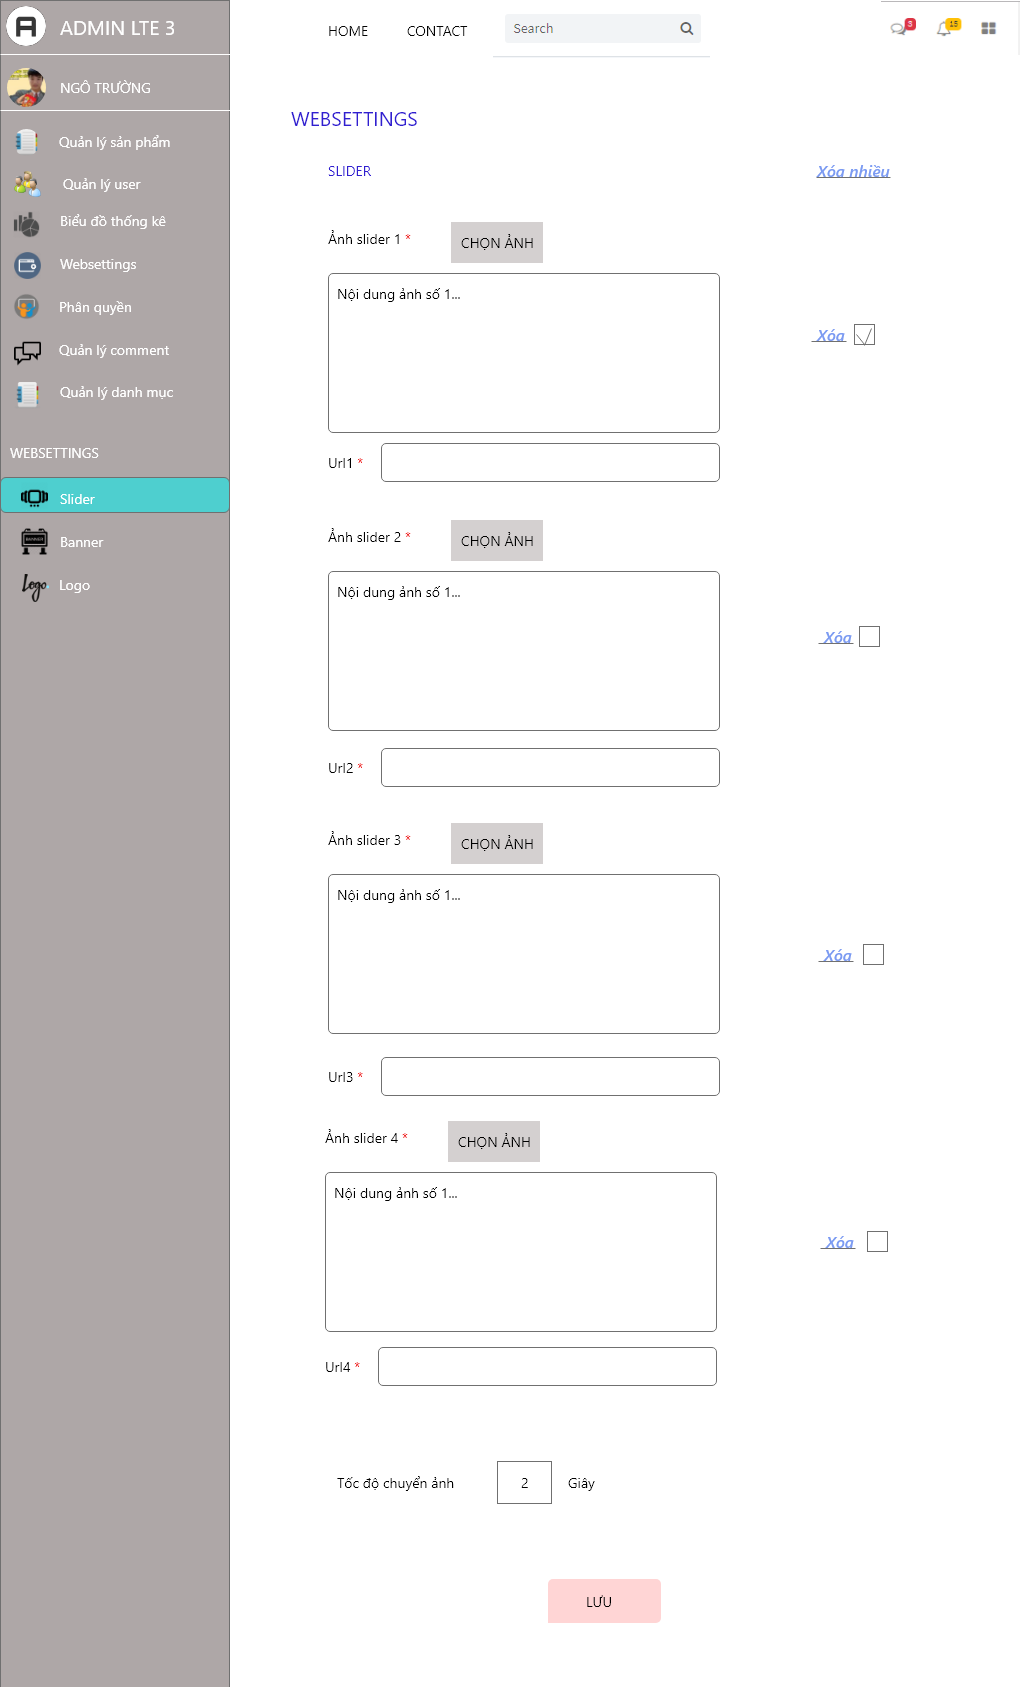 ADMIN LTE 3
HOME
CONTACT
Search
3
15
NGÔ TRƯỜNG
Quản lý sản phẩm
Quản lý user
Biểu đồ thống kê
Websettings
Phân quyền
Quản lý comment
Quản lý danh mục
WEBSETTINGS
Slider
BANNER
Banner
Logo
Logo
WEBSETTINGS
SLIDER
Xóa nhiều
Ảnh slider 1 *
CHỌN ẢNH
Nội dung ảnh số 1...
Xóa
Url1 *
Ảnh slider 2 *
CHỌN ẢNH
Nội dung ảnh số 1...
Xóa
Url2 *
Ảnh slider 3 *
CHỌN ẢNH
Nội dung ảnh số 1...
Xóa
Url3 *
Ảnh slider 4 *
CHỌN ẢNH
Nội dung ảnh số 1...
Xóa
Url4 *
Tốc độ chuyển ảnh
2
Giây
LƯU